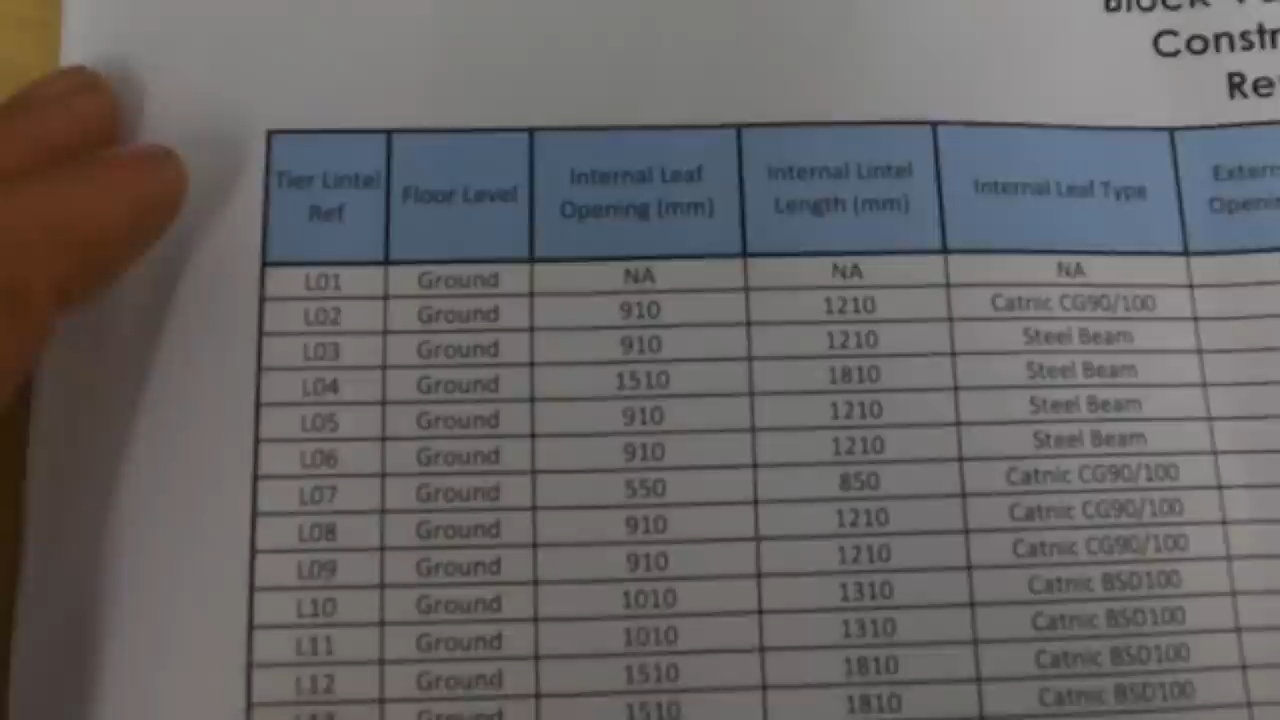 Constr
Re
Tier Lintel Ref Floor Level Internal Leaf Opening (mm) Internal Lintel Length (mm) Internal Leaf Type Extern Openin
L01 Ground NA NA NA
L02 Ground 910 1210 Catnic CG90/100
L03 Ground 910 1210 Steel Beam
L04 Ground 1510 1810 Steel Beam
L05 Ground 910 1210 Steel Beam
L06 Ground 910 1210 Steel Beam
L07 Ground 550 850 Catnic CG90/100
L08 Ground 910 1210 Catnic CG90/100
L09 Ground 910 1210 Catnic CG90/100
L10 Ground 1010 1310 Catnic BSD100
L11 Ground 1010 1310 Catnic BSD100
L12 Ground 1510 1810 Catnic BSD100
L13 Ground 1510 1810 Catnic BSD100